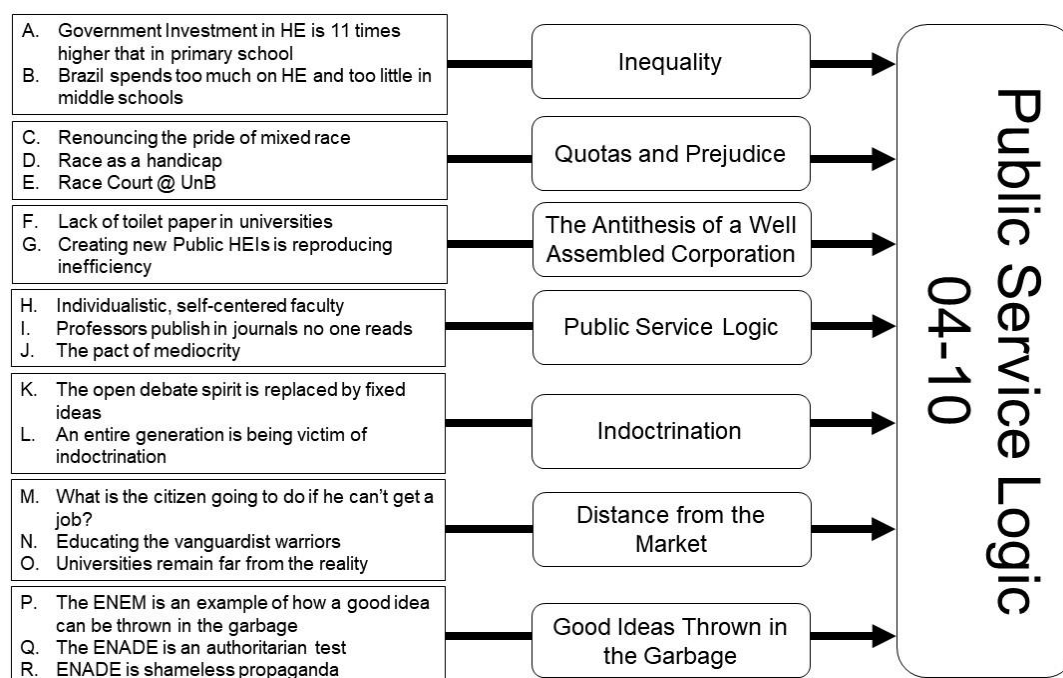 A. Government Investment in HE is 11 times
higher that in primary school
B. Brazil spends too much on HE and too little in
middle schools
Inequality
C. Renouncing the pride of mixed race
D. Race as a handicap
E. Race Court @ UnB
Quotas and Prejudice
F. Lack of toilet paper in universities
G. Creating new Public HEIs is reproducing
inefficiency
The Antithesis of a Well
Assembled Corporation
H. Individualistic, self-centered faculty
I. Professors publish in journals no one reads
J. The pact of mediocrity
Public Service Logic
K. The open debate spirit is replaced by fixed
ideas
L. An entire generation is being victim of
indoctrination
Indoctrination
M. What is the citizen going to do if he can't get a
job?
N. Educating the vanguardist warriors
O. Universities remain far from the reality
Distance from the
Market
P. The ENEM is an example of how a good idea
can be thrown in the garbage
Q. The ENADE is an authoritarian test
R. ENADE is shameless propaganda
Good Ideas Thrown in
the Garbage
Public Service Logic
04-10